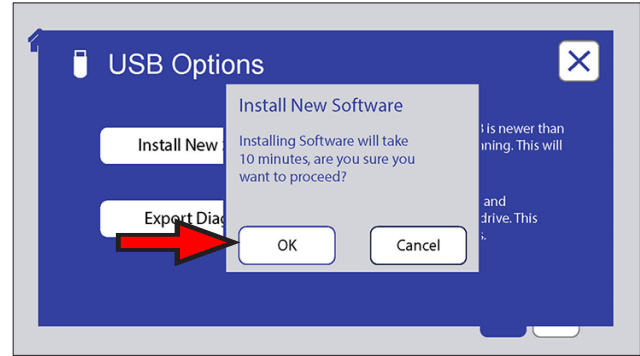 USB Options
Install New Software
Installing Software will take
10 minutes, are you sure you
want to proceed?
OK
Cancel
Install New
is newer than
nning. This will
Export Diag
and
drive. This
s.